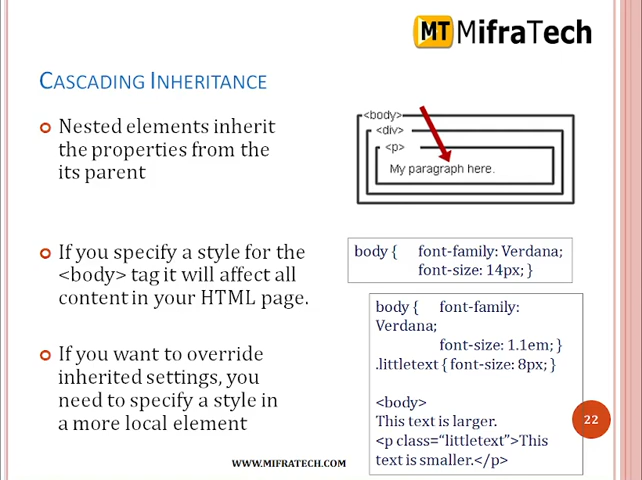 MT MifraTech
CASCADING INHERITANCE
Nested elements inherit
the properties from the
its parent
<body>
<div>
<p>
My paragraph here.
If you specify a style for the
<body> tag it will affect all
content in your HTML page.
body { font-family: Verdana;
font-size: 14px; }
If you want to override
inherited settings, you
need to specify a style in
a more local element
body { font-family:
Verdana;
font-size: 1.1em; }
.littletext { font-size: 8px; }
<body>
This text is larger.
<p class=“littletext”>This
text is smaller.</p>
22
WWW.MIFRATECH.COM